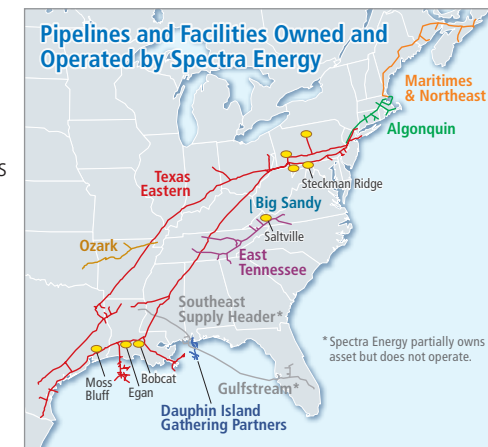 Pipelines and Facilities Owned and
Operated by Spectra Energy
Maritimes
& Northeast
Algonquin
S
Texas
Eastern
Steckman Ridge
Big Sandy
Saltville
Ozark
East
Tennessee
Southeast
Supply Header*
* Spectra Energy partially owns
asset but does not operate.
Moss
Bluff
Egan
Bobcat
Gulfstream*
Dauphin Island
Gathering Partners